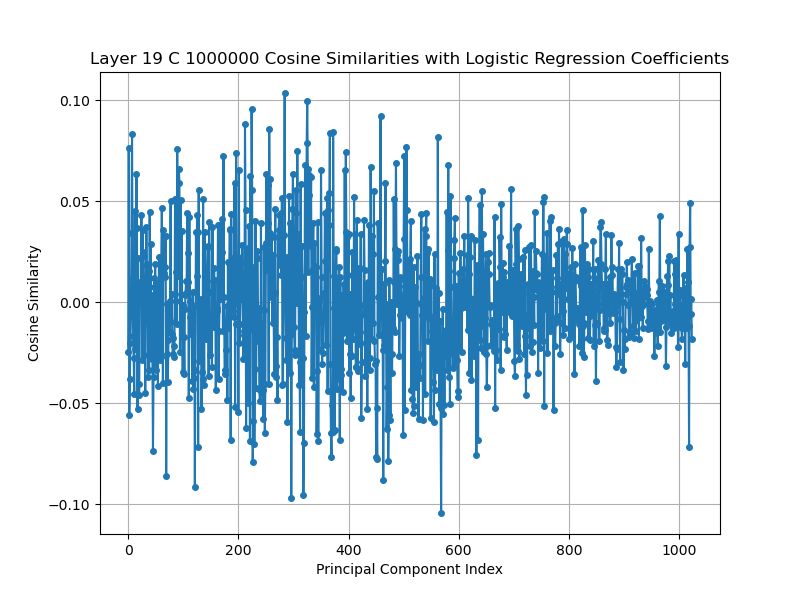 Layer 19 C 1000000 Cosine Similarities with Logistic Regression Coefficients
0.10
0.05
0.00
−0.05
−0.10
Cosine Similarity
0 200 400 600 800 1000
Principal Component Index